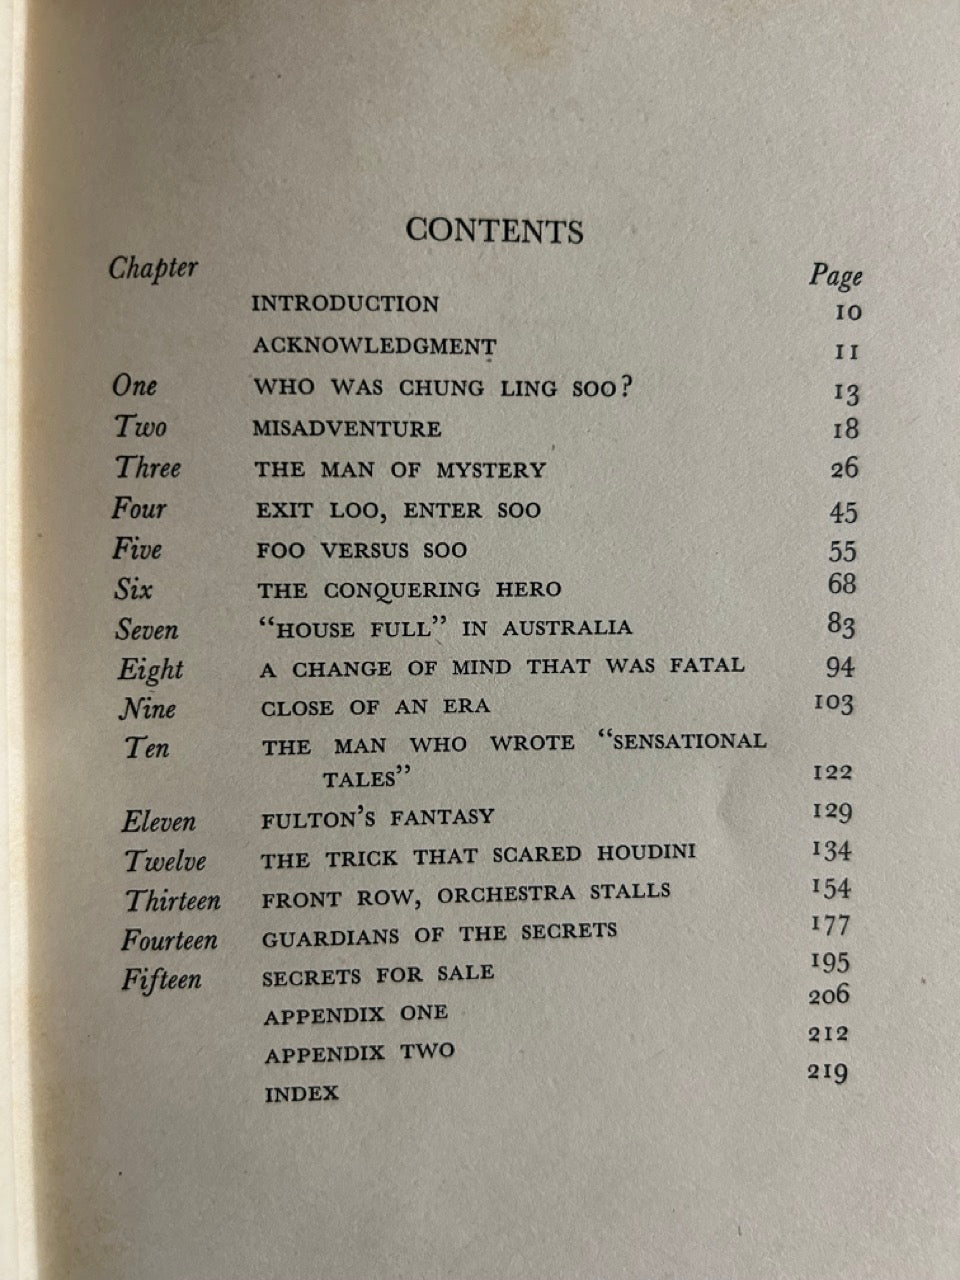 CONTENTS
Chapter Page
INTRODUCTION 10
ACKNOWLEDGMENT 11
One WHO WAS CHUNG LING SOO? 13
Two MISADVENTURE 18
Three THE MAN OF MYSTERY 26
Four EXIT LOO, ENTER SOO 45
Five FOO VERSUS SOO 55
Six THE CONQUERING HERO 68
Seven “HOUSE FULL” IN AUSTRALIA 83
Eight A CHANGE OF MIND THAT WAS FATAL 94
Nine CLOSE OF AN ERA 103
Ten THE MAN WHO WROTE “SENSATIONAL
TALES” 122
Eleven FULTON’S FANTASY 129
Twelve THE TRICK THAT SCARED HOUDINI 134
Thirteen FRONT ROW, ORCHESTRA STALLS 154
Fourteen GUARDIANS OF THE SECRETS 177
Fifteen SECRETS FOR SALE 195
APPENDIX ONE 206
APPENDIX TWO 212
INDEX 219